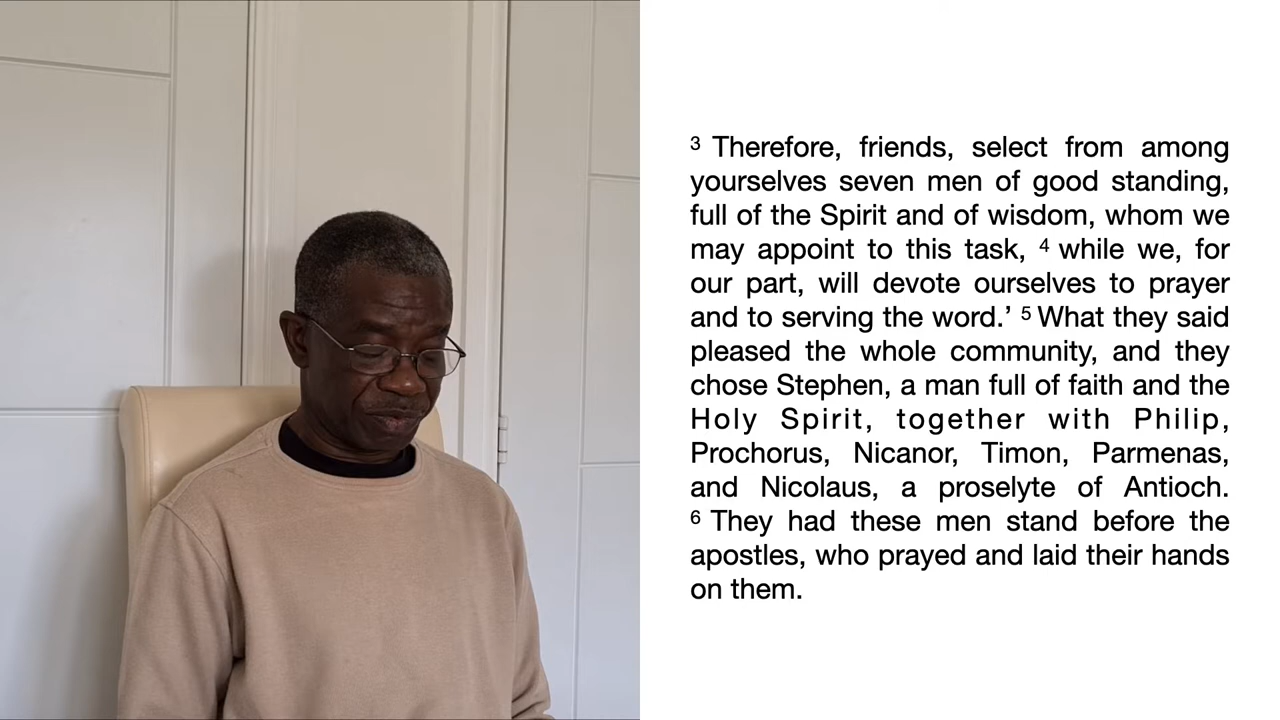 3 Therefore, friends, select from among
yourselves seven men of good standing,
full of the Spirit and of wisdom, whom we
may appoint to this task, 4 while we, for
our part, will devote ourselves to prayer
and to serving the word.’ 5 What they said
pleased the whole community, and they
chose Stephen, a man full of faith and the
Holy Spirit, together with Philip,
Prochorus, Nicanor, Timon, Parmenas,
and Nicolaus, a proselyte of Antioch.
6 They had these men stand before the
apostles, who prayed and laid their hands
on them.